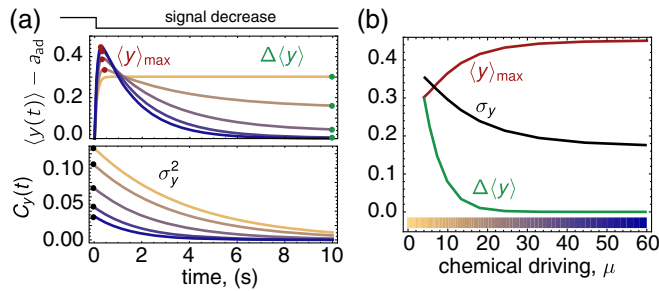 (a)
signal decrease
⟨y(t)⟩ − a_ad
0.4
0.2
0.0
⟨y⟩max
Δ⟨y⟩
C_y(t)
0.10
0.05
0.00
σ_y^2
0 2 4 6 8 10
time, (s)
(b)
0.4
0.3
0.2
0.1
0.0
⟨y⟩max
σ_y
Δ⟨y⟩
0 10 20 30 40 50 60
chemical driving, μ